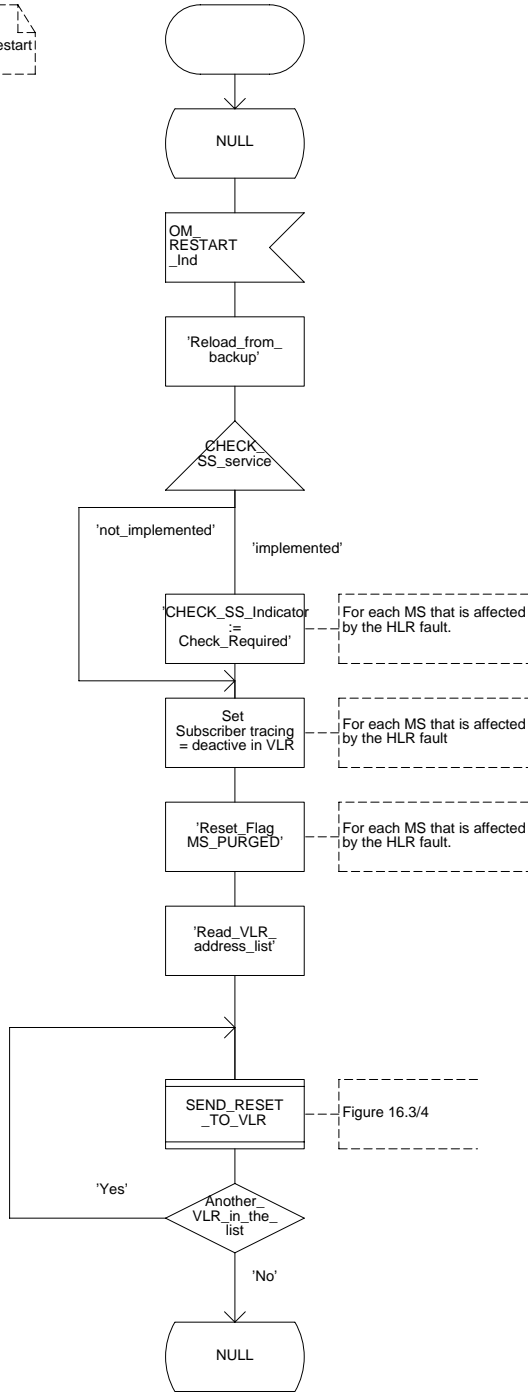 estart
NULL
OM_
RESTART
_Ind
'Reload_from_
backup'
CHECK_
SS_service
'not_implemented'
'implemented'
'CHECK_SS_Indicator
:=
Check_Required'
For each MS that is affected
by the HLR fault.
Set
Subscriber tracing
= deactive in VLR
For each MS that is affected
by the HLR fault
'Reset_Flag
MS_PURGED'
For each MS that is affected
by the HLR fault.
'Read_VLR_
address_list'
SEND_RESET
_TO_VLR
Figure 16.3/4
'Yes'
Another_
VLR_in_the_
list
'No'
NULL